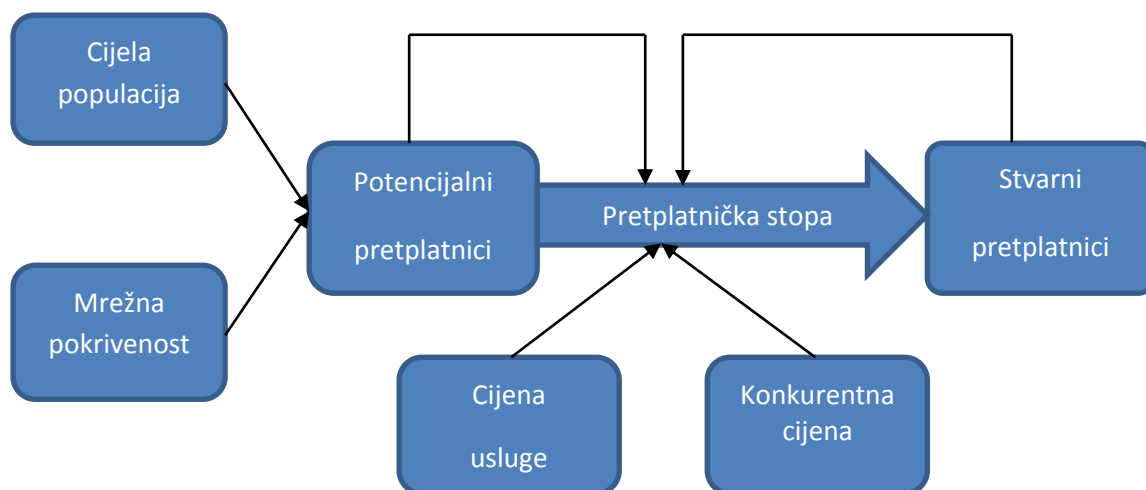 Cijela
populacija
Potencijalni
pretplatnici
Pretplatnička stopa
Stvarni
pretplatnici
Mrežna
pokrivenost
Cijena
usluge
Konkurentna
cijena